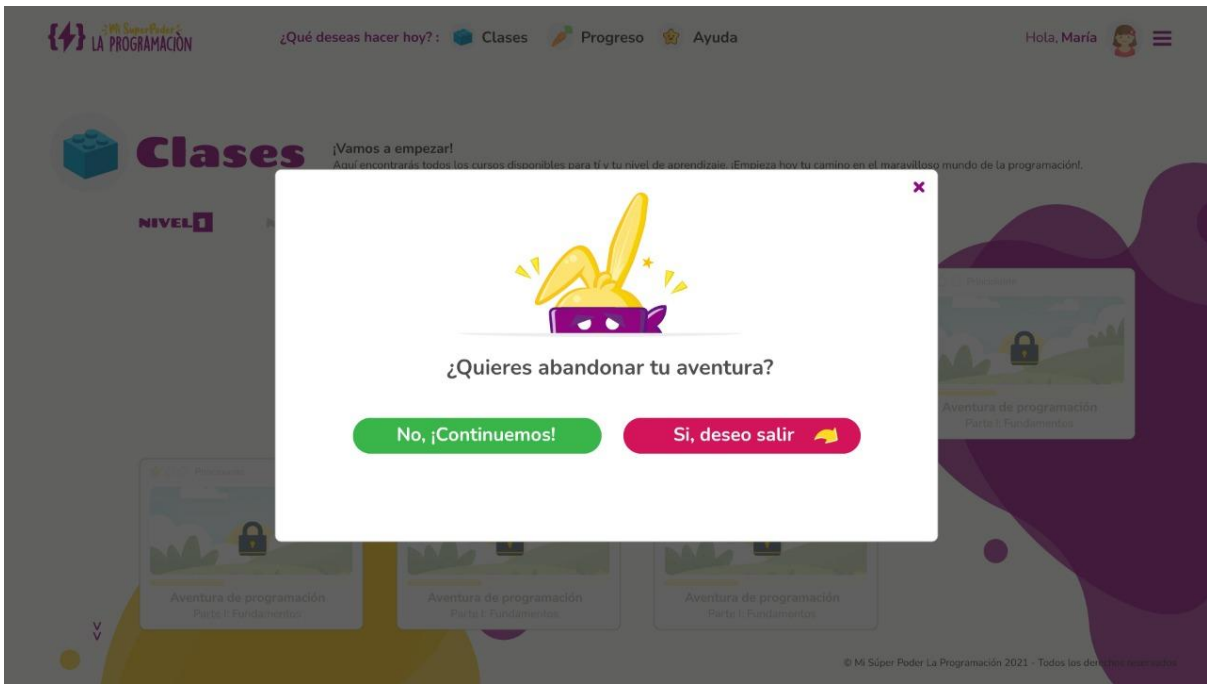 Mi SúperPoder
LA PROGRAMACIÒN
¿Qué deseas hacer hoy? : Clases Progreso Ayuda
Hola, María
Clases
¡Vamos a empezar!
Aquí encontrarás todos los cursos disponibles para tí y tu nivel de aprendizaje. ¡Empieza hoy tu camino en el maravilloso mundo de la programación!.
NIVEL 1
¿Quieres abandonar tu aventura?
No, ¡Continuemos!
Si, deseo salir
Aventura de programación
Parte I: Fundamentos
Aventura de programación
Parte I: Fundamentos
Aventura de programación
Parte I: Fundamentos
Aventura de programación
Parte I: Fundamentos
© Mi Súper Poder La Programación 2021 - Todos los derechos reservados